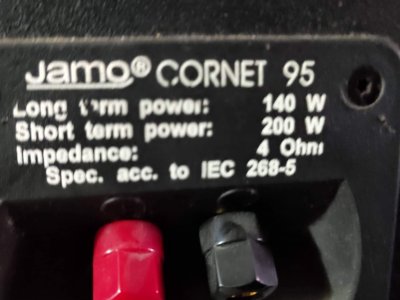 Jamo® CORNET 95
Long term power: 140 W
Short term power: 200 W
Impedance: 4 Ohm
Spec. acc. to IEC 268-5